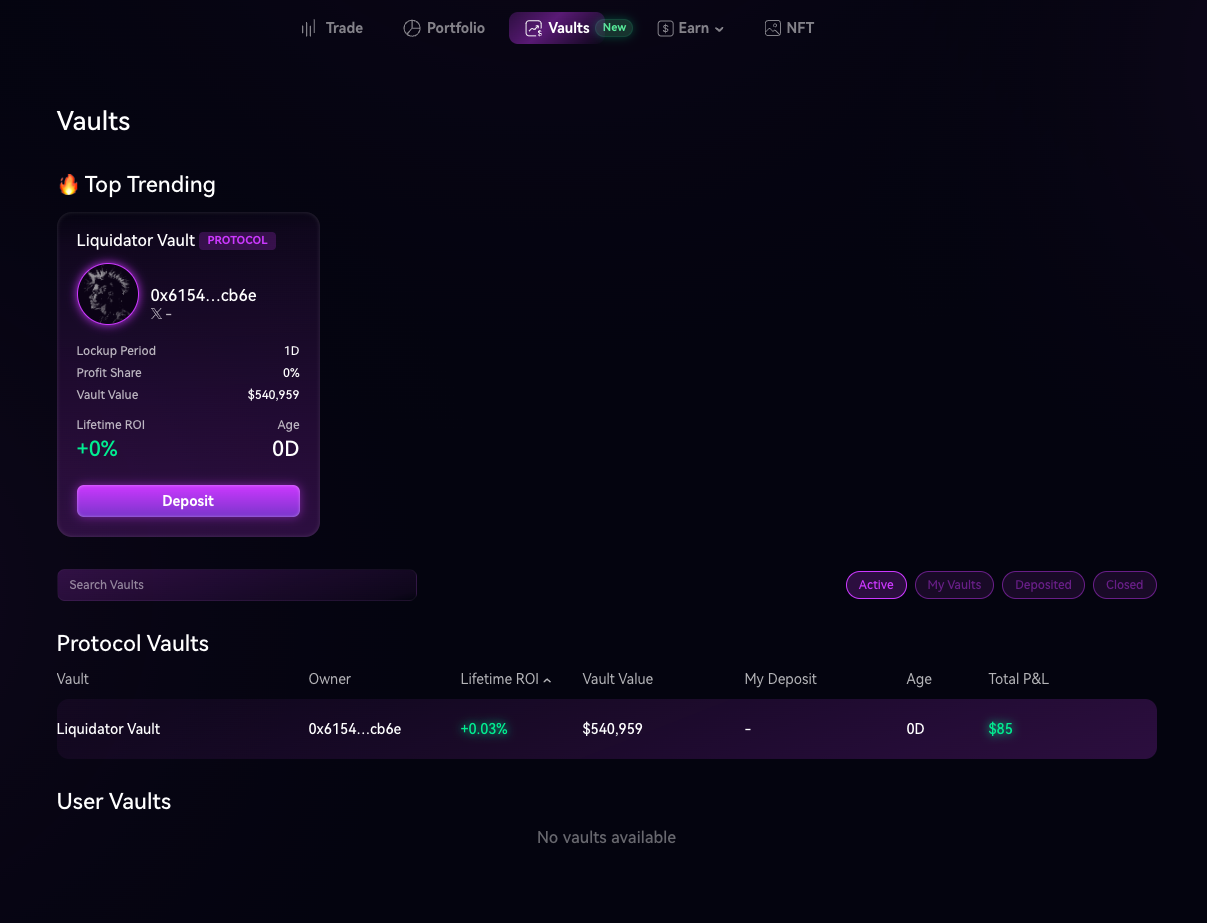 Trade Portfolio Vaults New Earn NFT
Vaults
🔥 Top Trending
Liquidator Vault PROTOCOL
0x6154...cb6e
𝕏 -
Lockup Period 1D
Profit Share 0%
Vault Value $540,959
Lifetime ROI Age
+0% 0D
Deposit
Search Vaults Active My Vaults Deposited Closed
Protocol Vaults
Vault Owner Lifetime ROI Vault Value My Deposit Age Total P&L
Liquidator Vault 0x6154...cb6e +0.03% $540,959 - 0D $85
User Vaults
No vaults available